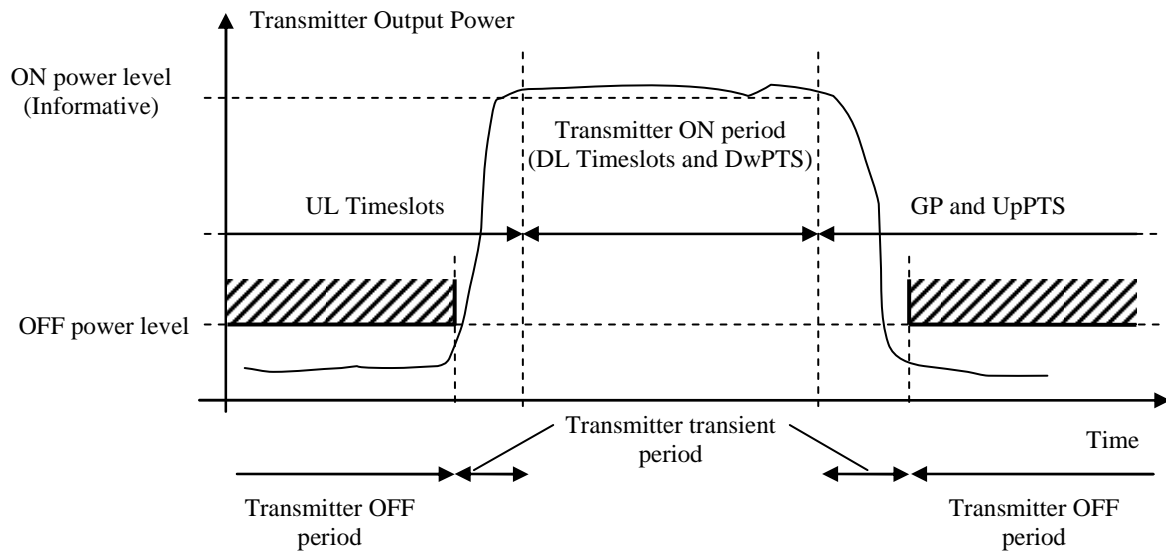 Transmitter Output Power
ON power level
(Informative)
Transmitter ON period
(DL Timeslots and DwPTS)
UL Timeslots
GP and UpPTS
OFF power level
Transmitter transient
period
Time
Transmitter OFF
period
Transmitter OFF
period